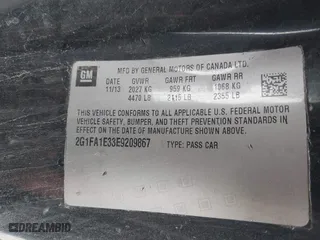 GM
MFG BY GENERAL MOTORS OF CANADA LTD.
DATE GVWR GAWR FRT GAWR RR
11/13 2027 KG 959 KG 1068 KG
4470 LB 2115 LB 2355 LB
THIS VEHICLE CONFORMS TO ALL APPLICABLE U.S. FEDERAL MOTOR
VEHICLE SAFETY, BUMPER, AND THEFT PREVENTION STANDARDS
IN EFFECT ON THE DATE OF MANUFACTURE SHOWN ABOVE.
2G1FA1E33E9209867 TYPE: PASS CAR
DREAMBID